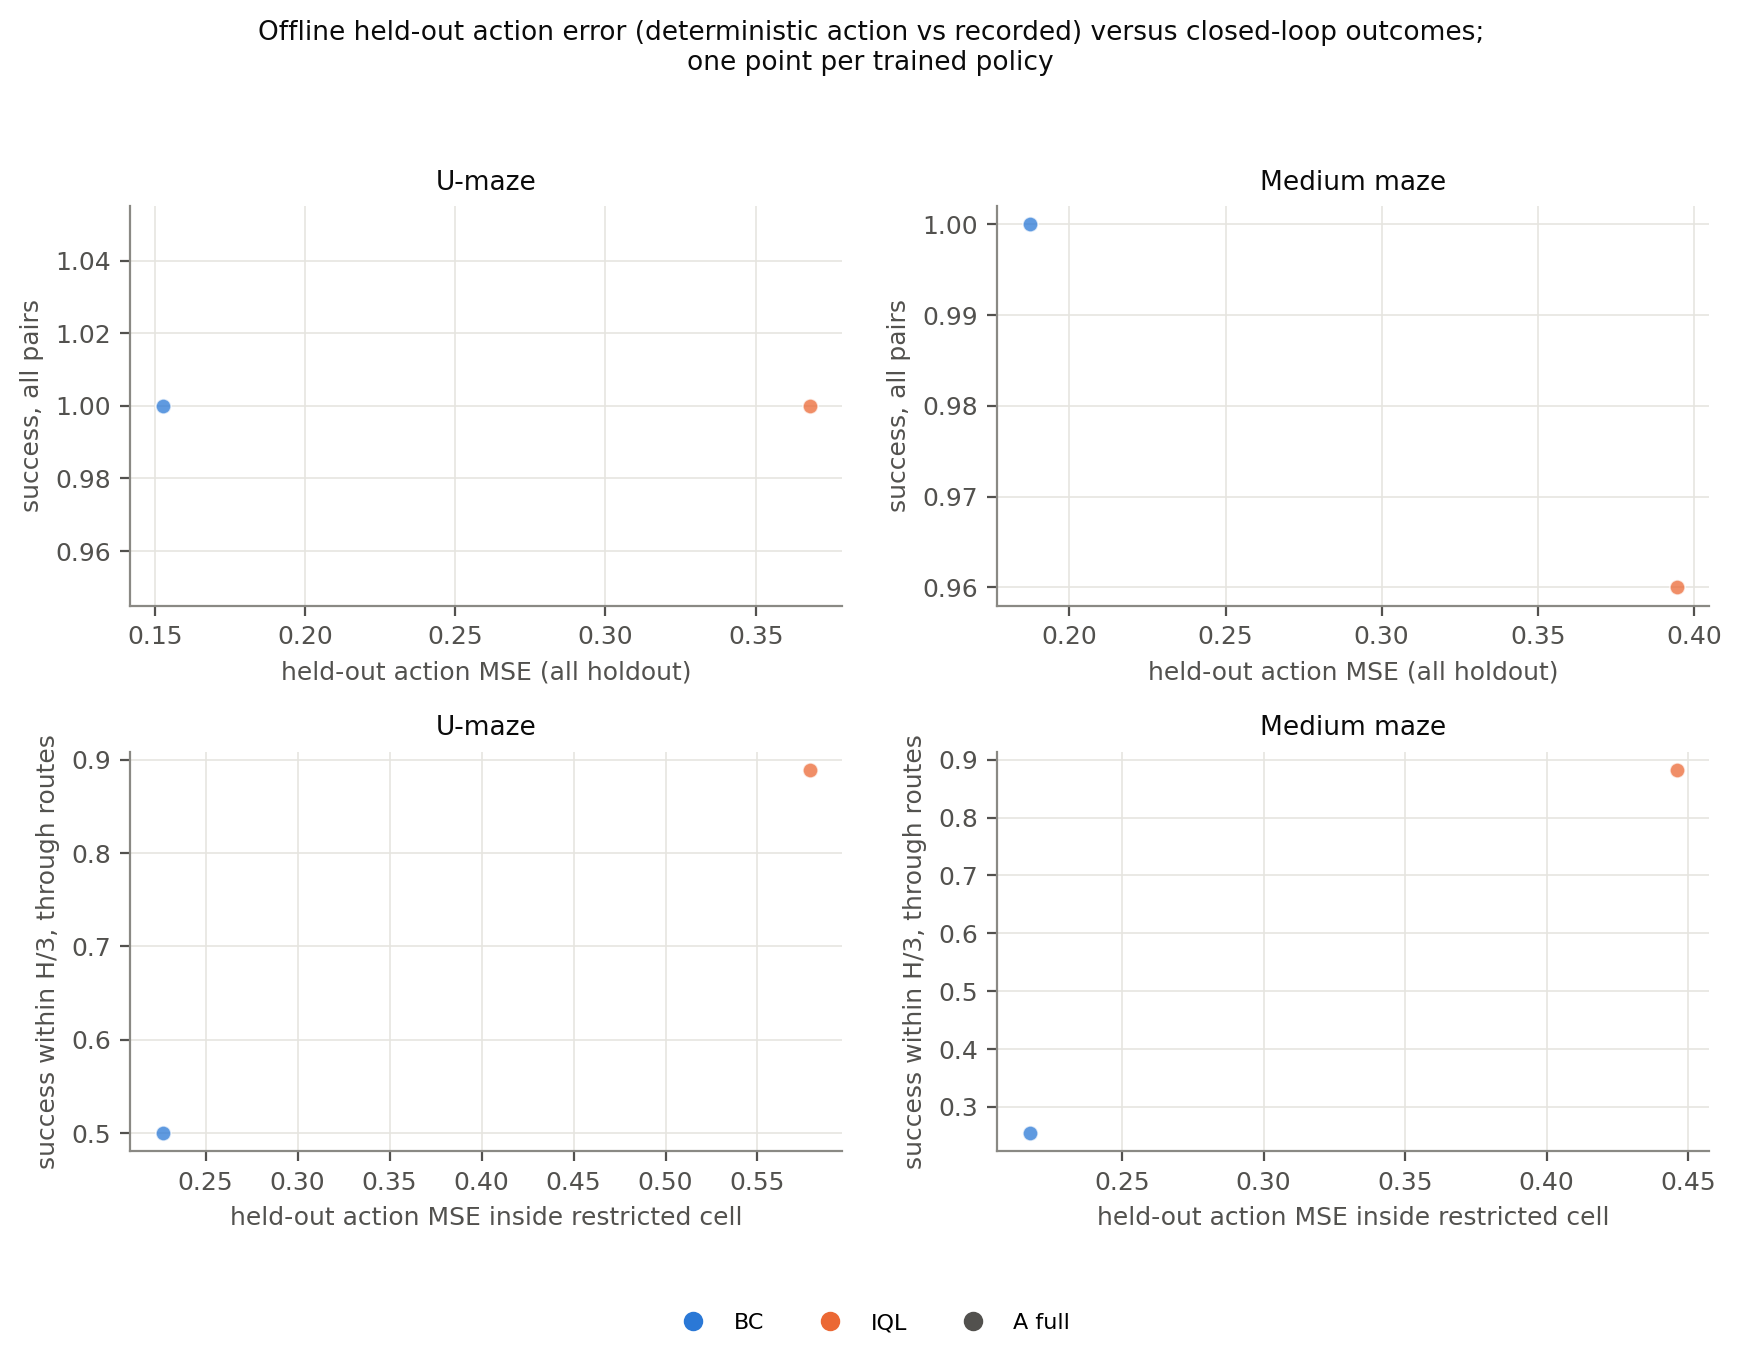 Offline held-out action error (deterministic action vs recorded) versus closed-loop outcomes;
one point per trained policy
U-maze
success, all pairs
1.04
1.02
1.00
0.98
0.96
0.15 0.20 0.25 0.30 0.35
held-out action MSE (all holdout)
Medium maze
success, all pairs
1.00
0.99
0.98
0.97
0.96
0.20 0.25 0.30 0.35 0.40
held-out action MSE (all holdout)
U-maze
success within H/3, through routes
0.9
0.8
0.7
0.6
0.5
0.25 0.30 0.35 0.40 0.45 0.50 0.55
held-out action MSE inside restricted cell
Medium maze
success within H/3, through routes
0.9
0.8
0.7
0.6
0.5
0.4
0.3
0.25 0.30 0.35 0.40 0.45
held-out action MSE inside restricted cell
BC IQL A full